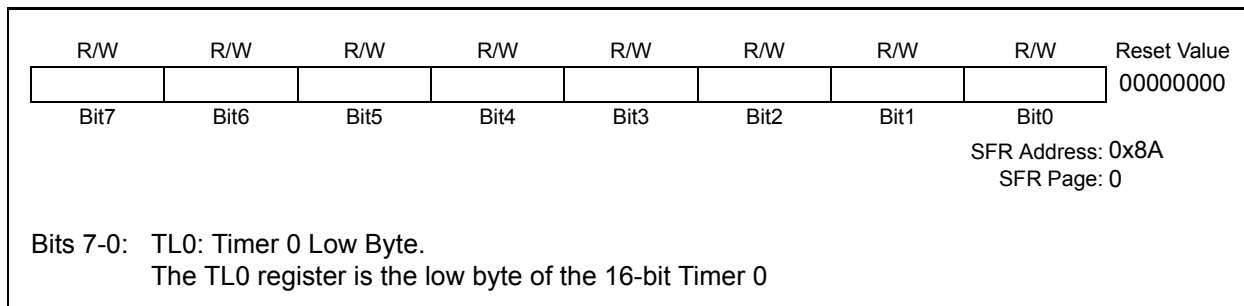 R/W R/W R/W R/W R/W R/W R/W R/W Reset Value
00000000
Bit7 Bit6 Bit5 Bit4 Bit3 Bit2 Bit1 Bit0
SFR Address: 0x8A
SFR Page: 0
Bits 7-0: TL0: Timer 0 Low Byte.
The TL0 register is the low byte of the 16-bit Timer 0